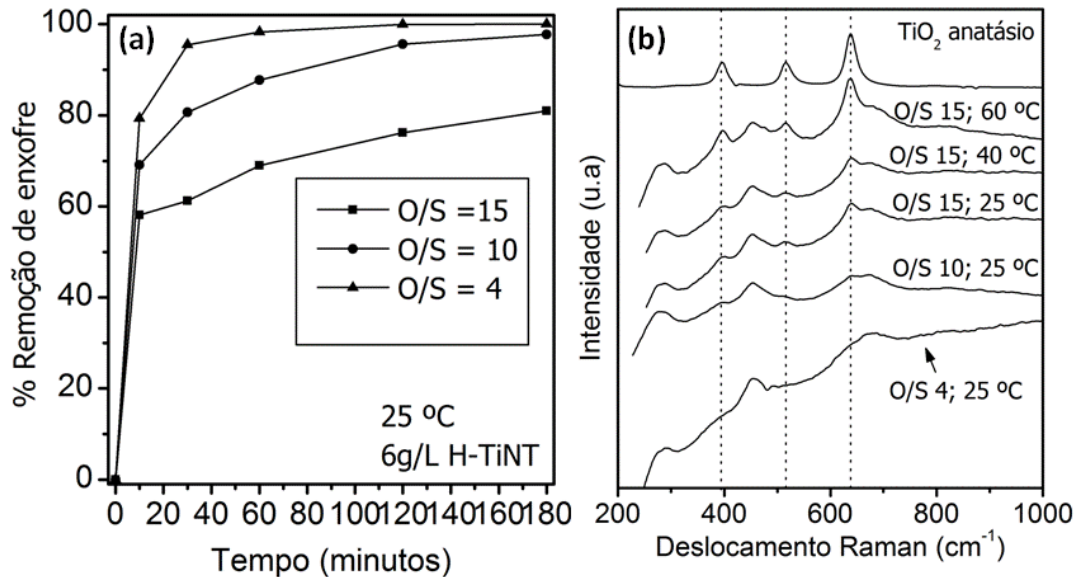 (a)
% Remoção de enxofre
100
80
60
40
20
0
O/S =15
O/S = 10
O/S = 4
25 ºC
6g/L H-TiNT
0 20 40 60 80 100 120 140 160 180
Tempo (minutos)
(b)
Intensidade (u.a)
TiO2 anatásio
O/S 15; 60 ºC
O/S 15; 40 ºC
O/S 15; 25 ºC
O/S 10; 25 ºC
O/S 4; 25 ºC
200 400 600 800 1000
Deslocamento Raman (cm-1)